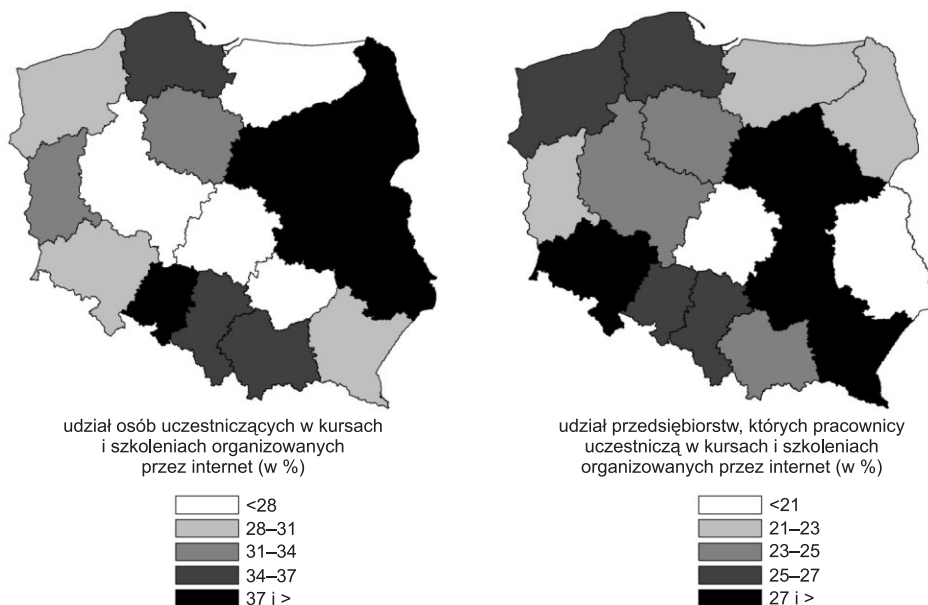 udział osób uczestniczących w kursach
i szkoleniach organizowanych
przez internet (w %)
<28
28–31
31–34
34–37
37 i >
udział przedsiębiorstw, których pracownicy
uczestniczą w kursach i szkoleniach
organizowanych przez internet (w %)
<21
21–23
23–25
25–27
27 i >